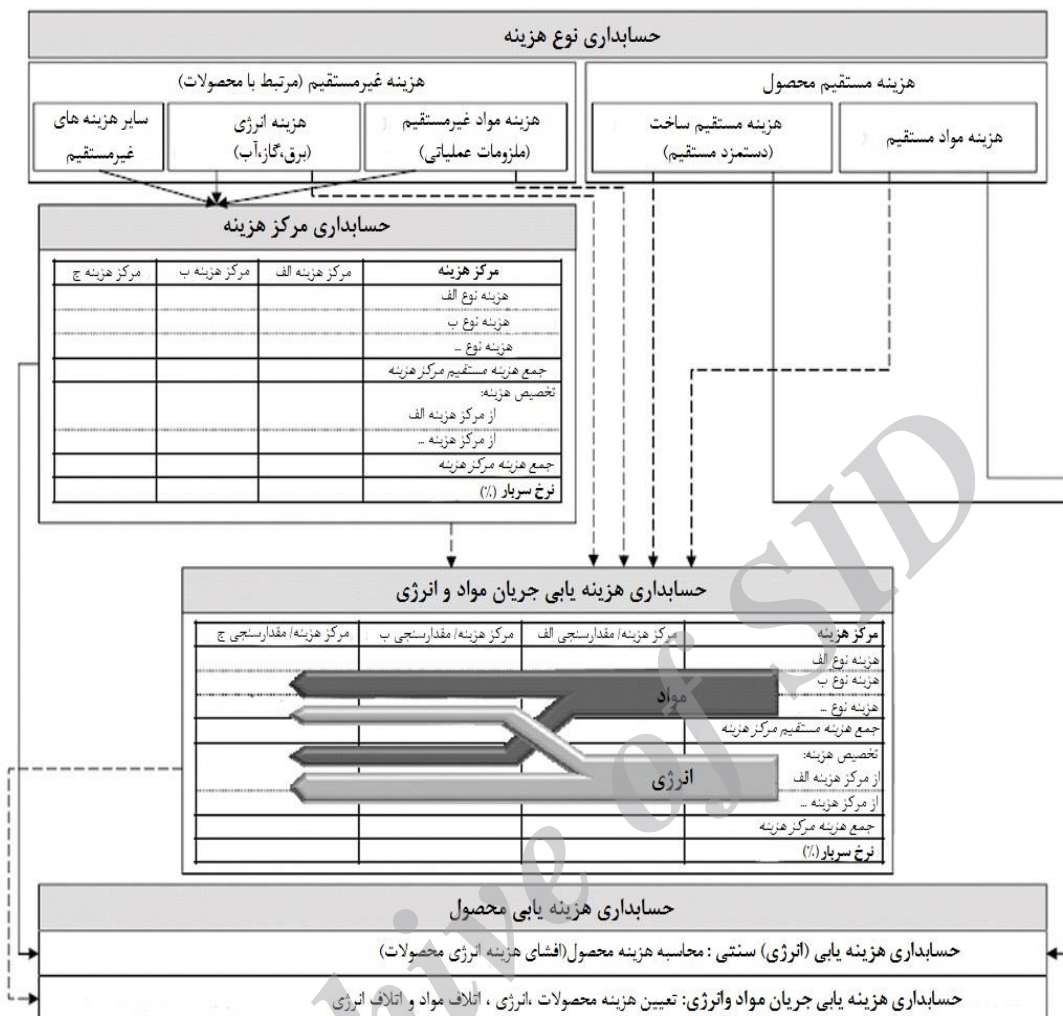 حسابداری نوع هزینه
هزینه مستقیم محصول
هزینه مواد مستقیم
هزینه مستقیم ساخت
(دستمزد مستقیم)
هزینه غیرمستقیم (مرتبط با محصولات)
هزینه مواد غیرمستقیم
(ملزومات عملیاتی)
هزینه انرژی
(برق،گاز،آب)
سایر هزینه های
غیرمستقیم
حسابداری مرکز هزینه
مرکز هزینه مرکز هزینه الف مرکز هزینه ب مرکز هزینه ج
هزینه نوع الف
هزینه نوع ب
هزینه نوع ...
جمع هزینه مستقیم مرکز هزینه
تخصیص هزینه:
از مرکز هزینه الف
از مرکز هزینه ...
جمع هزینه مرکز هزینه
نرخ سربار (٪)
حسابداری هزینه یابی جریان مواد و انرژی
مرکز هزینه مرکز هزینه/ مقدارسنجی الف مرکز هزینه/ مقدارسنجی ب مرکز هزینه/ مقدارسنجی ج
هزینه نوع الف
هزینه نوع ب
هزینه نوع ...
جمع هزینه مستقیم مرکز هزینه
تخصیص هزینه:
از مرکز هزینه الف
از مرکز هزینه ...
جمع هزینه مرکز هزینه
نرخ سربار(٪)
مواد
انرژی
حسابداری هزینه یابی محصول
حسابداری هزینه یابی (انرژی) سنتی : محاسبه هزینه محصول(افشای هزینه انرژی محصولات)
حسابداری هزینه یابی جریان مواد وانرژی: تعیین هزینه محصولات ،انرژی ، اتلاف مواد و اتلاف انرژی
hive of SID